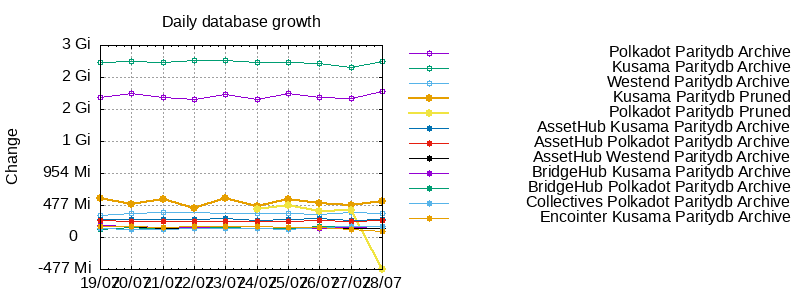 Daily database growth
3 Gi
2 Gi
2 Gi
1 Gi
954 Mi
477 Mi
0
-477 Mi
Change
19/07 20/07 21/07 22/07 23/07 24/07 25/07 26/07 27/07 28/07
Polkadot Paritydb Archive
Kusama Paritydb Archive
Westend Paritydb Archive
Kusama Paritydb Pruned
Polkadot Paritydb Pruned
AssetHub Kusama Paritydb Archive
AssetHub Polkadot Paritydb Archive
AssetHub Westend Paritydb Archive
BridgeHub Kusama Paritydb Archive
BridgeHub Polkadot Paritydb Archive
Collectives Polkadot Paritydb Archive
Encointer Kusama Paritydb Archive